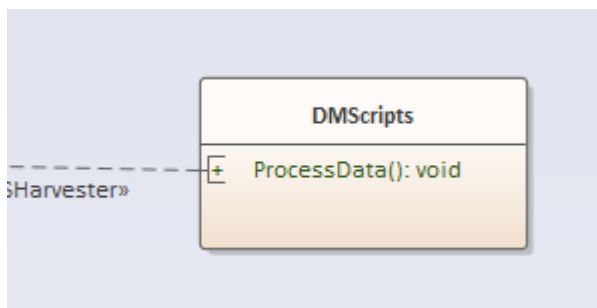 DMScripts
+ ProcessData(): void
SHarvester»